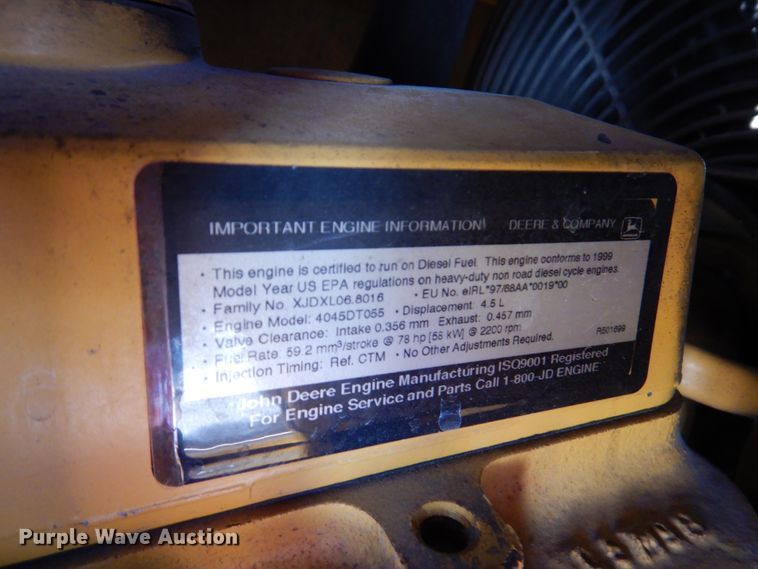 IMPORTANT ENGINE INFORMATION DEERE & COMPANY
• This engine is certified to run on Diesel Fuel. This engine conforms to 1999
Model Year US EPA regulations on heavy-duty non road diesel cycle engines.
• Family No. XJDXL06.8016 • EU No. eIRL*97/68AA*0019*00
• Engine Model: 4045DT055 • Displacement: 4.5 L
• Valve Clearance: Intake 0.356 mm Exhaust: 0.457 mm
• Fuel Rate: 59.2 mm³/stroke @ 78 hp [58 kW] @ 2200 rpm
• Injection Timing: Ref. CTM • No Other Adjustments Required. R501699
John Deere Engine Manufacturing ISO9001 Registered
For Engine Service and Parts Call 1-800-JD ENGINE
Purple Wave Auction®